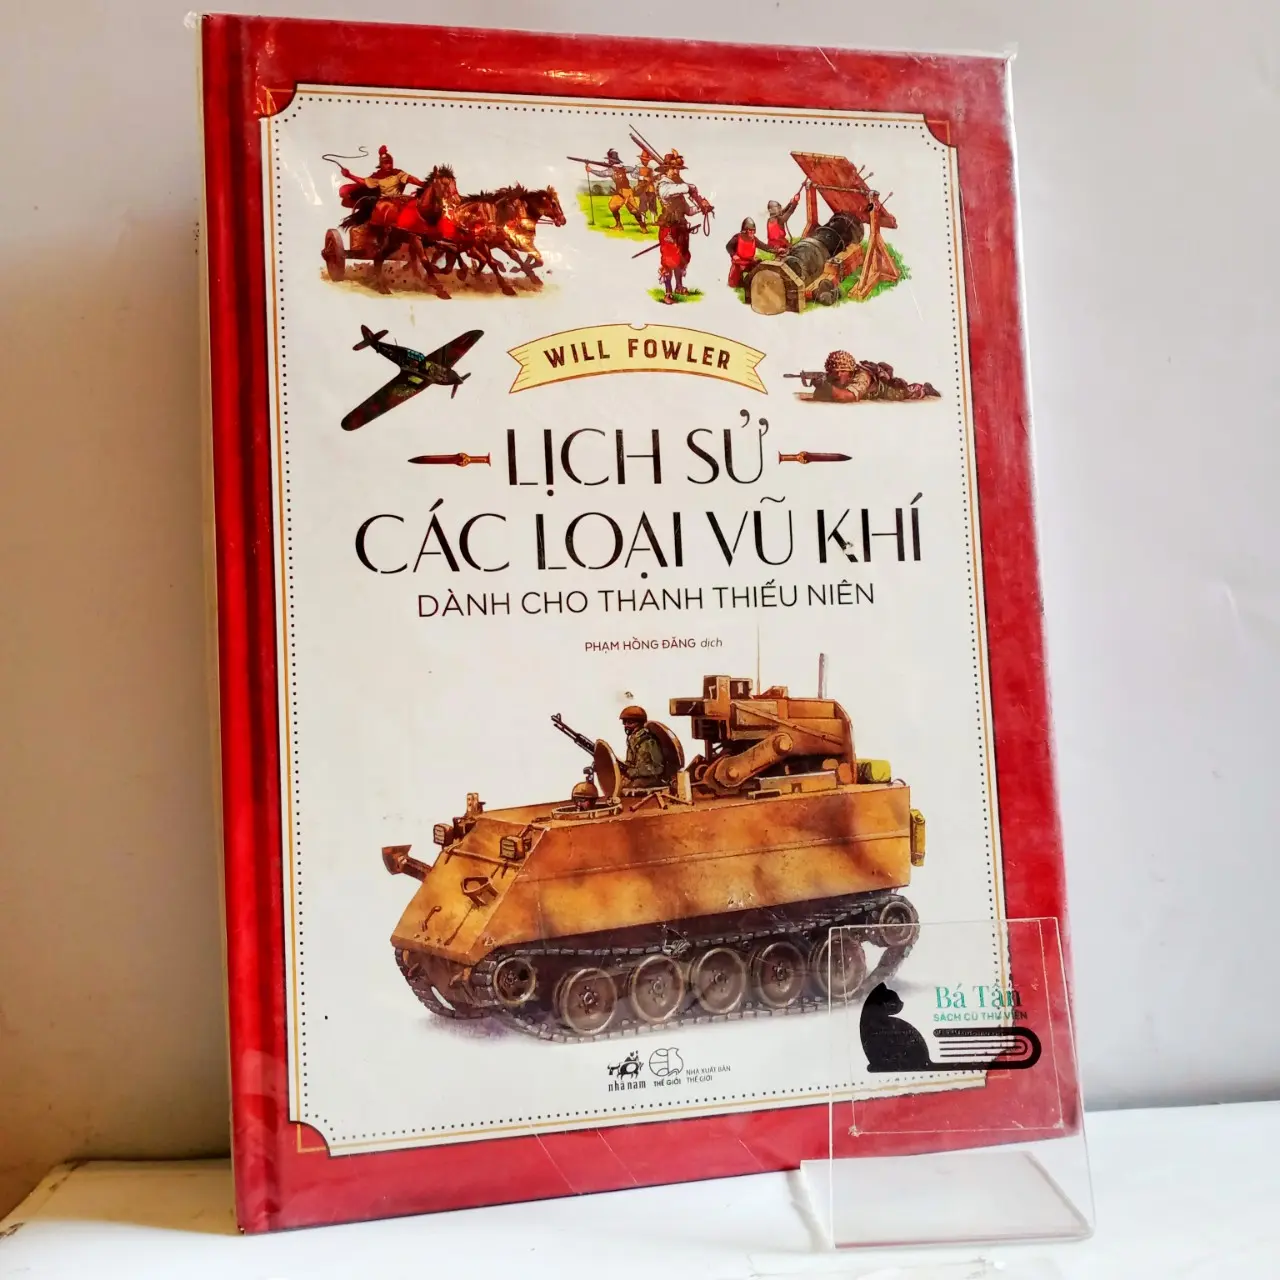 WILL FOWLER
LỊCH SỬ
CÁC LOẠI VŨ KHÍ
DÀNH CHO THANH THIẾU NIÊN
PHẠM HỒNG ĐĂNG dịch
nhã nam
THẾ GIỚI
NHÀ XUẤT BẢN
THẾ GIỚI
Bá Tân
SÁCH CŨ THƯ VIỆN